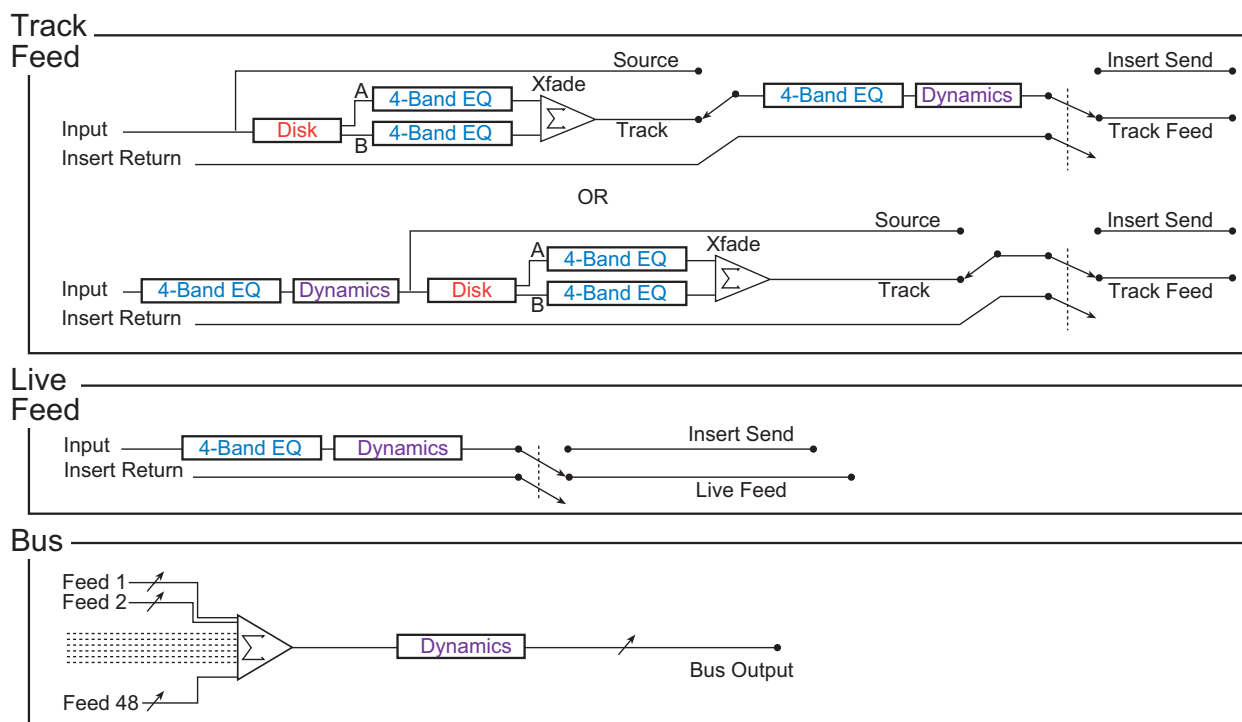 Track
Feed
Source
Insert Send
A
Xfade
4-Band EQ
4-Band EQ
Dynamics
Input
Disk
4-Band EQ
B
Track
Track Feed
Insert Return
OR
Source
Insert Send
A
Xfade
4-Band EQ
Input
4-Band EQ
Dynamics
Disk
4-Band EQ
B
Track
Track Feed
Insert Return
Live
Feed
Input
4-Band EQ
Dynamics
Insert Send
Insert Return
Live Feed
Bus
Feed 1
Feed 2
Σ
Dynamics
Bus Output
Feed 48